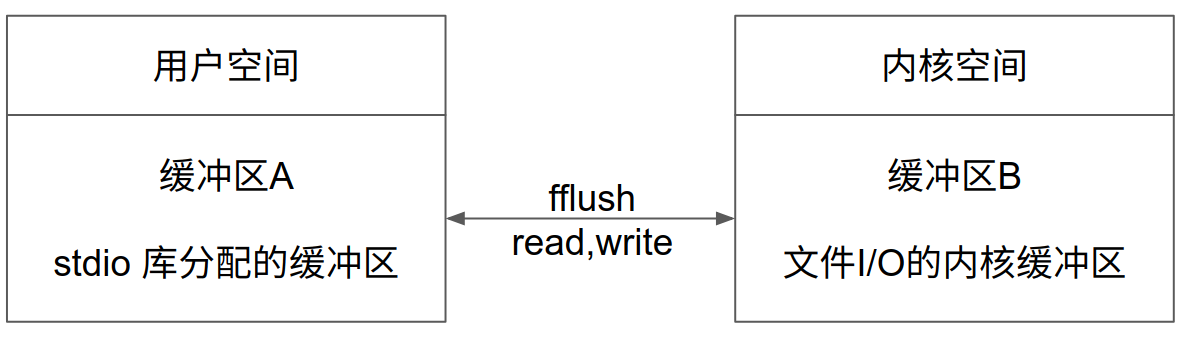 用户空间
内核空间
缓冲区A
stdio 库分配的缓冲区
fflush
read,write
缓冲区B
文件I/O的内核缓冲区